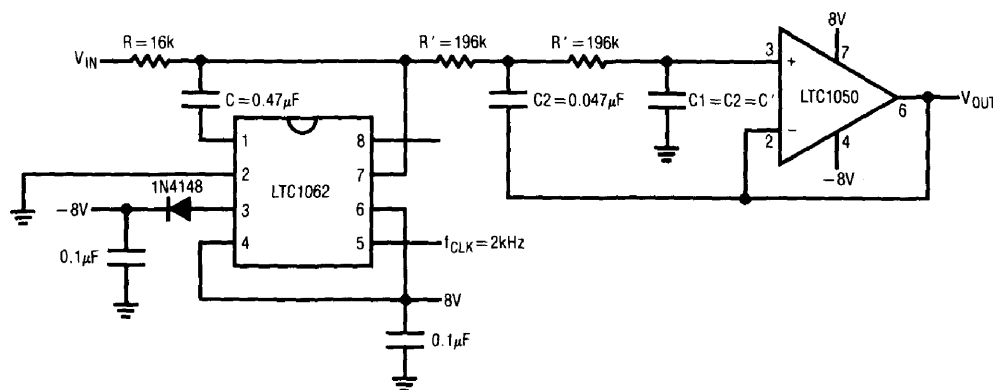 R = 16k
R' = 196k
R' = 196k
8V
V_IN
3
7
+
LTC1050
C = 0.47µF
C2 = 0.047µF
C1 = C2 = C'
6
V_OUT
−
2
4
−8V
1
8
2
7
LTC1062
1N4148
−8V
3
6
4
5
f_CLK = 2kHz
0.1µF
8V
0.1µF